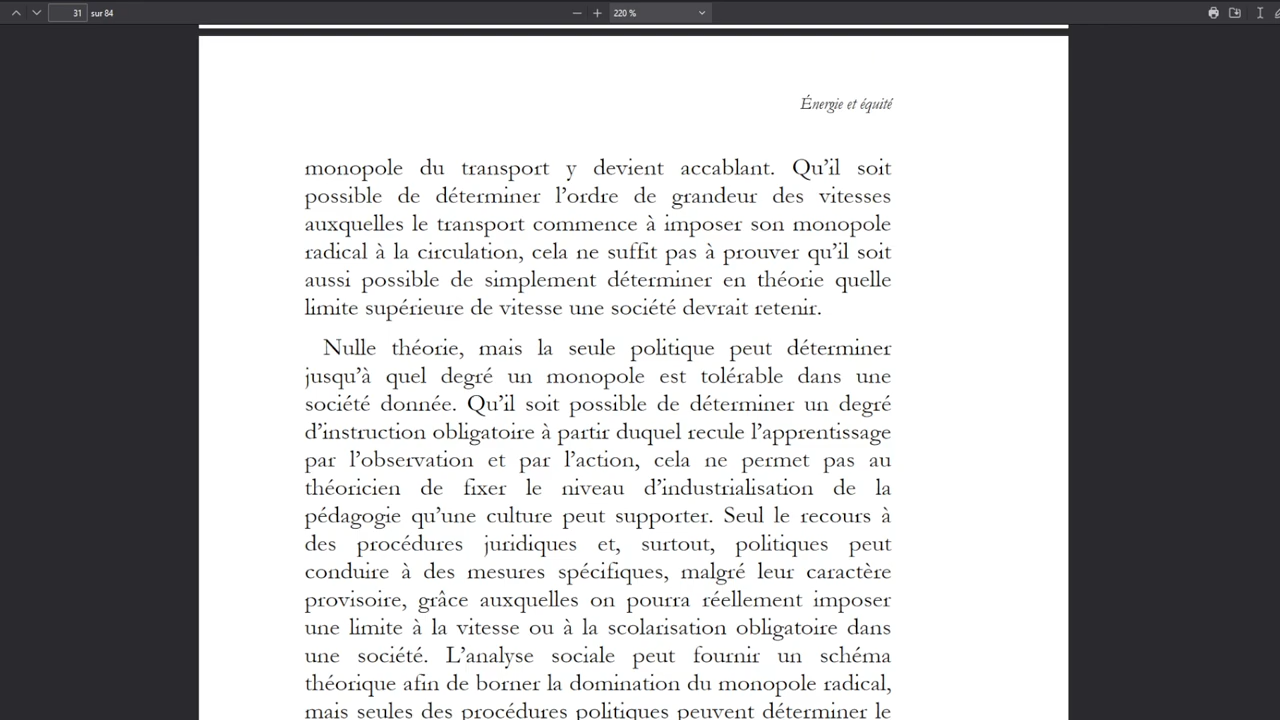 31 sur 84
220 %
Énergie et équité
monopole du transport y devient accablant. Qu’il soit
possible de déterminer l’ordre de grandeur des vitesses
auxquelles le transport commence à imposer son monopole
radical à la circulation, cela ne suffit pas à prouver qu’il soit
aussi possible de simplement déterminer en théorie quelle
limite supérieure de vitesse une société devrait retenir.
Nulle théorie, mais la seule politique peut déterminer
jusqu’à quel degré un monopole est tolérable dans une
société donnée. Qu’il soit possible de déterminer un degré
d’instruction obligatoire à partir duquel recule l’apprentissage
par l’observation et par l’action, cela ne permet pas au
théoricien de fixer le niveau d’industrialisation de la
pédagogie qu’une culture peut supporter. Seul le recours à
des procédures juridiques et, surtout, politiques peut
conduire à des mesures spécifiques, malgré leur caractère
provisoire, grâce auxquelles on pourra réellement imposer
une limite à la vitesse ou à la scolarisation obligatoire dans
une société. L’analyse sociale peut fournir un schéma
théorique afin de borner la domination du monopole radical,
mais seules des procédures politiques peuvent déterminer le